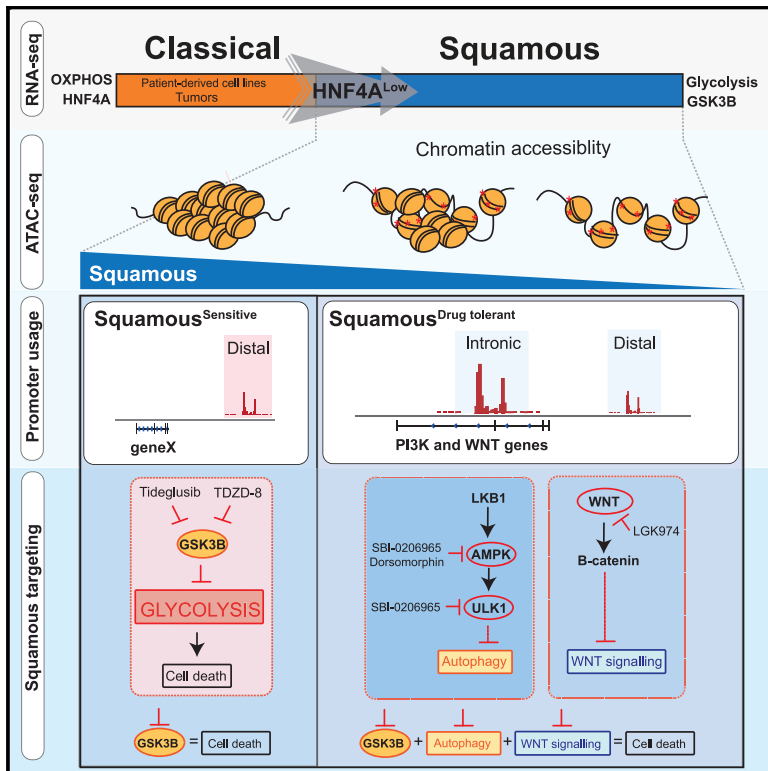 RNA-seq
Classical
Squamous
OXPHOS
HNF4A
Patient-derived cell lines
Tumors
HNF4ALow
Glycolysis
GSK3B
ATAC-seq
Chromatin accessiblity
Squamous
Promoter usage
SquamousSensitive
Distal
geneX
SquamousDrug tolerant
Intronic
Distal
PI3K and WNT genes
Squamous targeting
Tideglusib
TDZD-8
GSK3B
GLYCOLYSIS
Cell death
GSK3B = Cell death
LKB1
SBI-0206965
Dorsomorphin
AMPK
SBI-0206965
ULK1
Autophagy
WNT
LGK974
B-catenin
WNT signalling
GSK3B + Autophagy + WNT signalling = Cell death